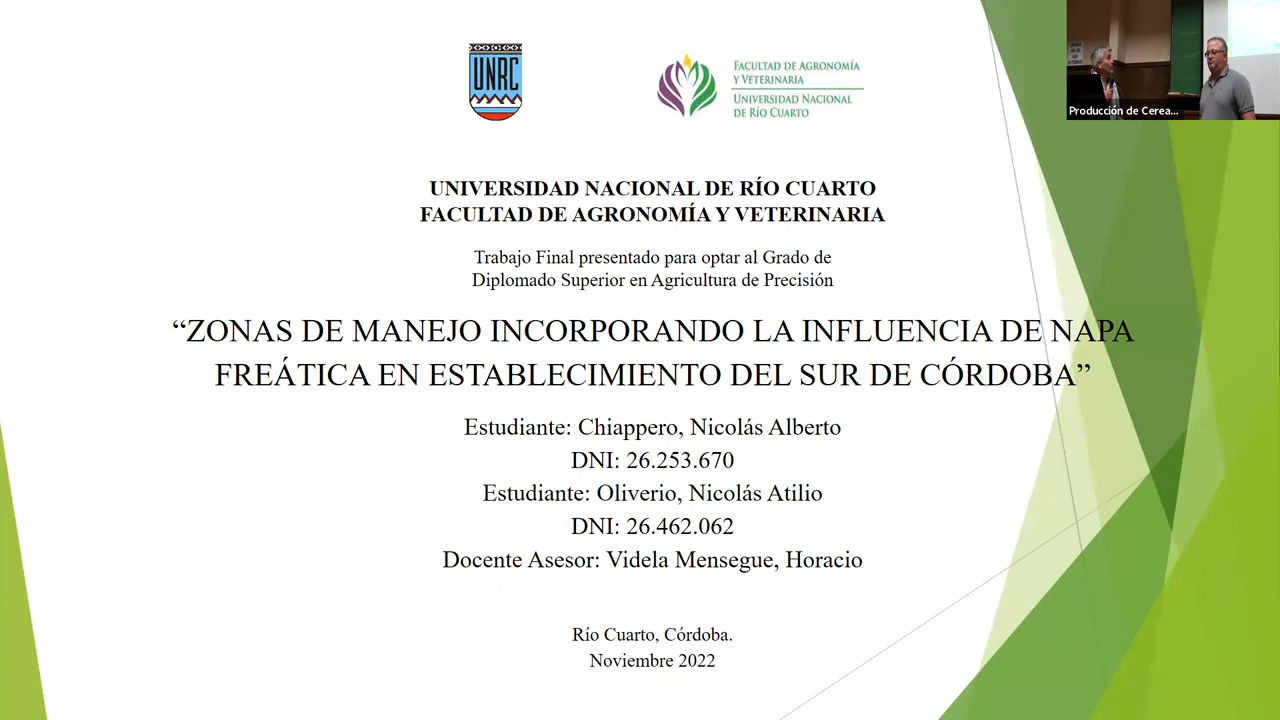 UNRC
FACULTAD DE AGRONOMÍA
Y VETERINARIA
UNIVERSIDAD NACIONAL
DE RÍO CUARTO
Producción de Cerea...
UNIVERSIDAD NACIONAL DE RÍO CUARTO
FACULTAD DE AGRONOMÍA Y VETERINARIA
Trabajo Final presentado para optar al Grado de
Diplomado Superior en Agricultura de Precisión
“ZONAS DE MANEJO INCORPORANDO LA INFLUENCIA DE NAPA
FREÁTICA EN ESTABLECIMIENTO DEL SUR DE CÓRDOBA”
Estudiante: Chiappero, Nicolás Alberto
DNI: 26.253.670
Estudiante: Oliverio, Nicolás Atilio
DNI: 26.462.062
Docente Asesor: Videla Mensegue, Horacio
Río Cuarto, Córdoba.
Noviembre 2022